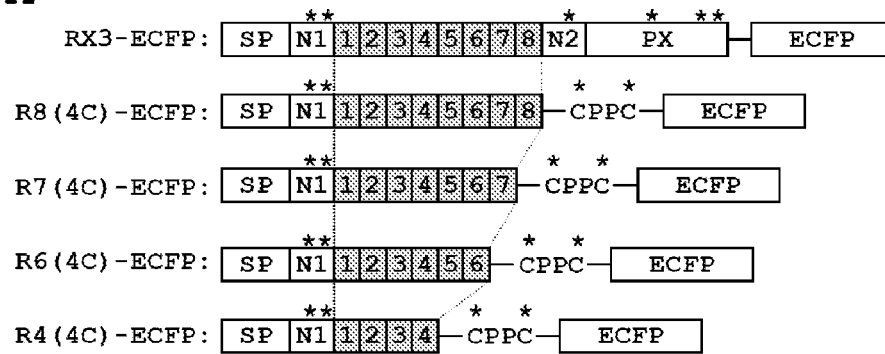 ** * * **
RX3-ECFP: SP N1 1 2 3 4 5 6 7 8 N2 PX ECFP
** * *
R8(4C)-ECFP: SP N1 1 2 3 4 5 6 7 8 CPPC ECFP
** * *
R7(4C)-ECFP: SP N1 1 2 3 4 5 6 7 CPPC ECFP
** * *
R6(4C)-ECFP: SP N1 1 2 3 4 5 6 CPPC ECFP
** * *
R4(4C)-ECFP: SP N1 1 2 3 4 CPPC ECFP